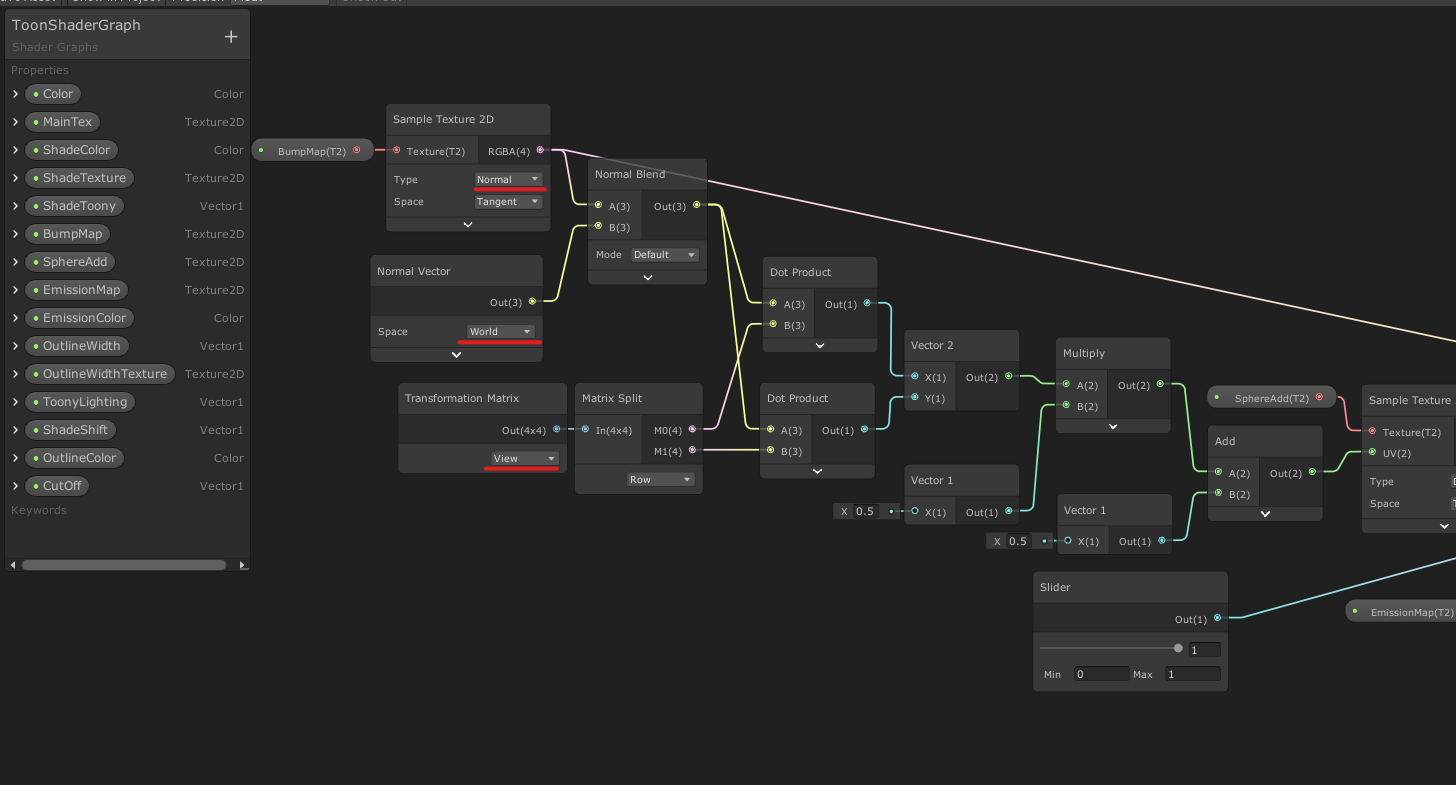 Show In Project
Precision
Float
Check Out
ToonShaderGraph
+
Shader Graphs
Properties
Color Color
MainTex Texture2D
ShadeColor Color
ShadeTexture Texture2D
ShadeToony Vector1
BumpMap Texture2D
SphereAdd Texture2D
EmissionMap Texture2D
EmissionColor Color
OutlineWidth Vector1
OutlineWidthTexture Texture2D
ToonyLighting Vector1
ShadeShift Vector1
OutlineColor Color
CutOff Vector1
Keywords
BumpMap(T2)
Sample Texture 2D
Texture(T2) RGBA(4)
Type Normal
Space Tangent
Normal Vector
Out(3)
Space World
Normal Blend
A(3) Out(3)
B(3)
Mode Default
Transformation Matrix
Out(4x4)
View
Matrix Split
In(4x4) M0(4)
M1(4)
Row
Dot Product
A(3) Out(1)
B(3)
Dot Product
A(3) Out(1)
B(3)
Vector 2
X(1) Out(2)
Y(1)
Vector 1
X 0.5 X(1) Out(1)
Multiply
A(2) Out(2)
B(2)
Vector 1
X 0.5 X(1) Out(1)
SphereAdd(T2)
Add
A(2) Out(2)
B(2)
Sample Texture
Texture(T2)
UV(2)
Type
Space
Slider
Out(1)
1
Min 0 Max 1
EmissionMap(T2)